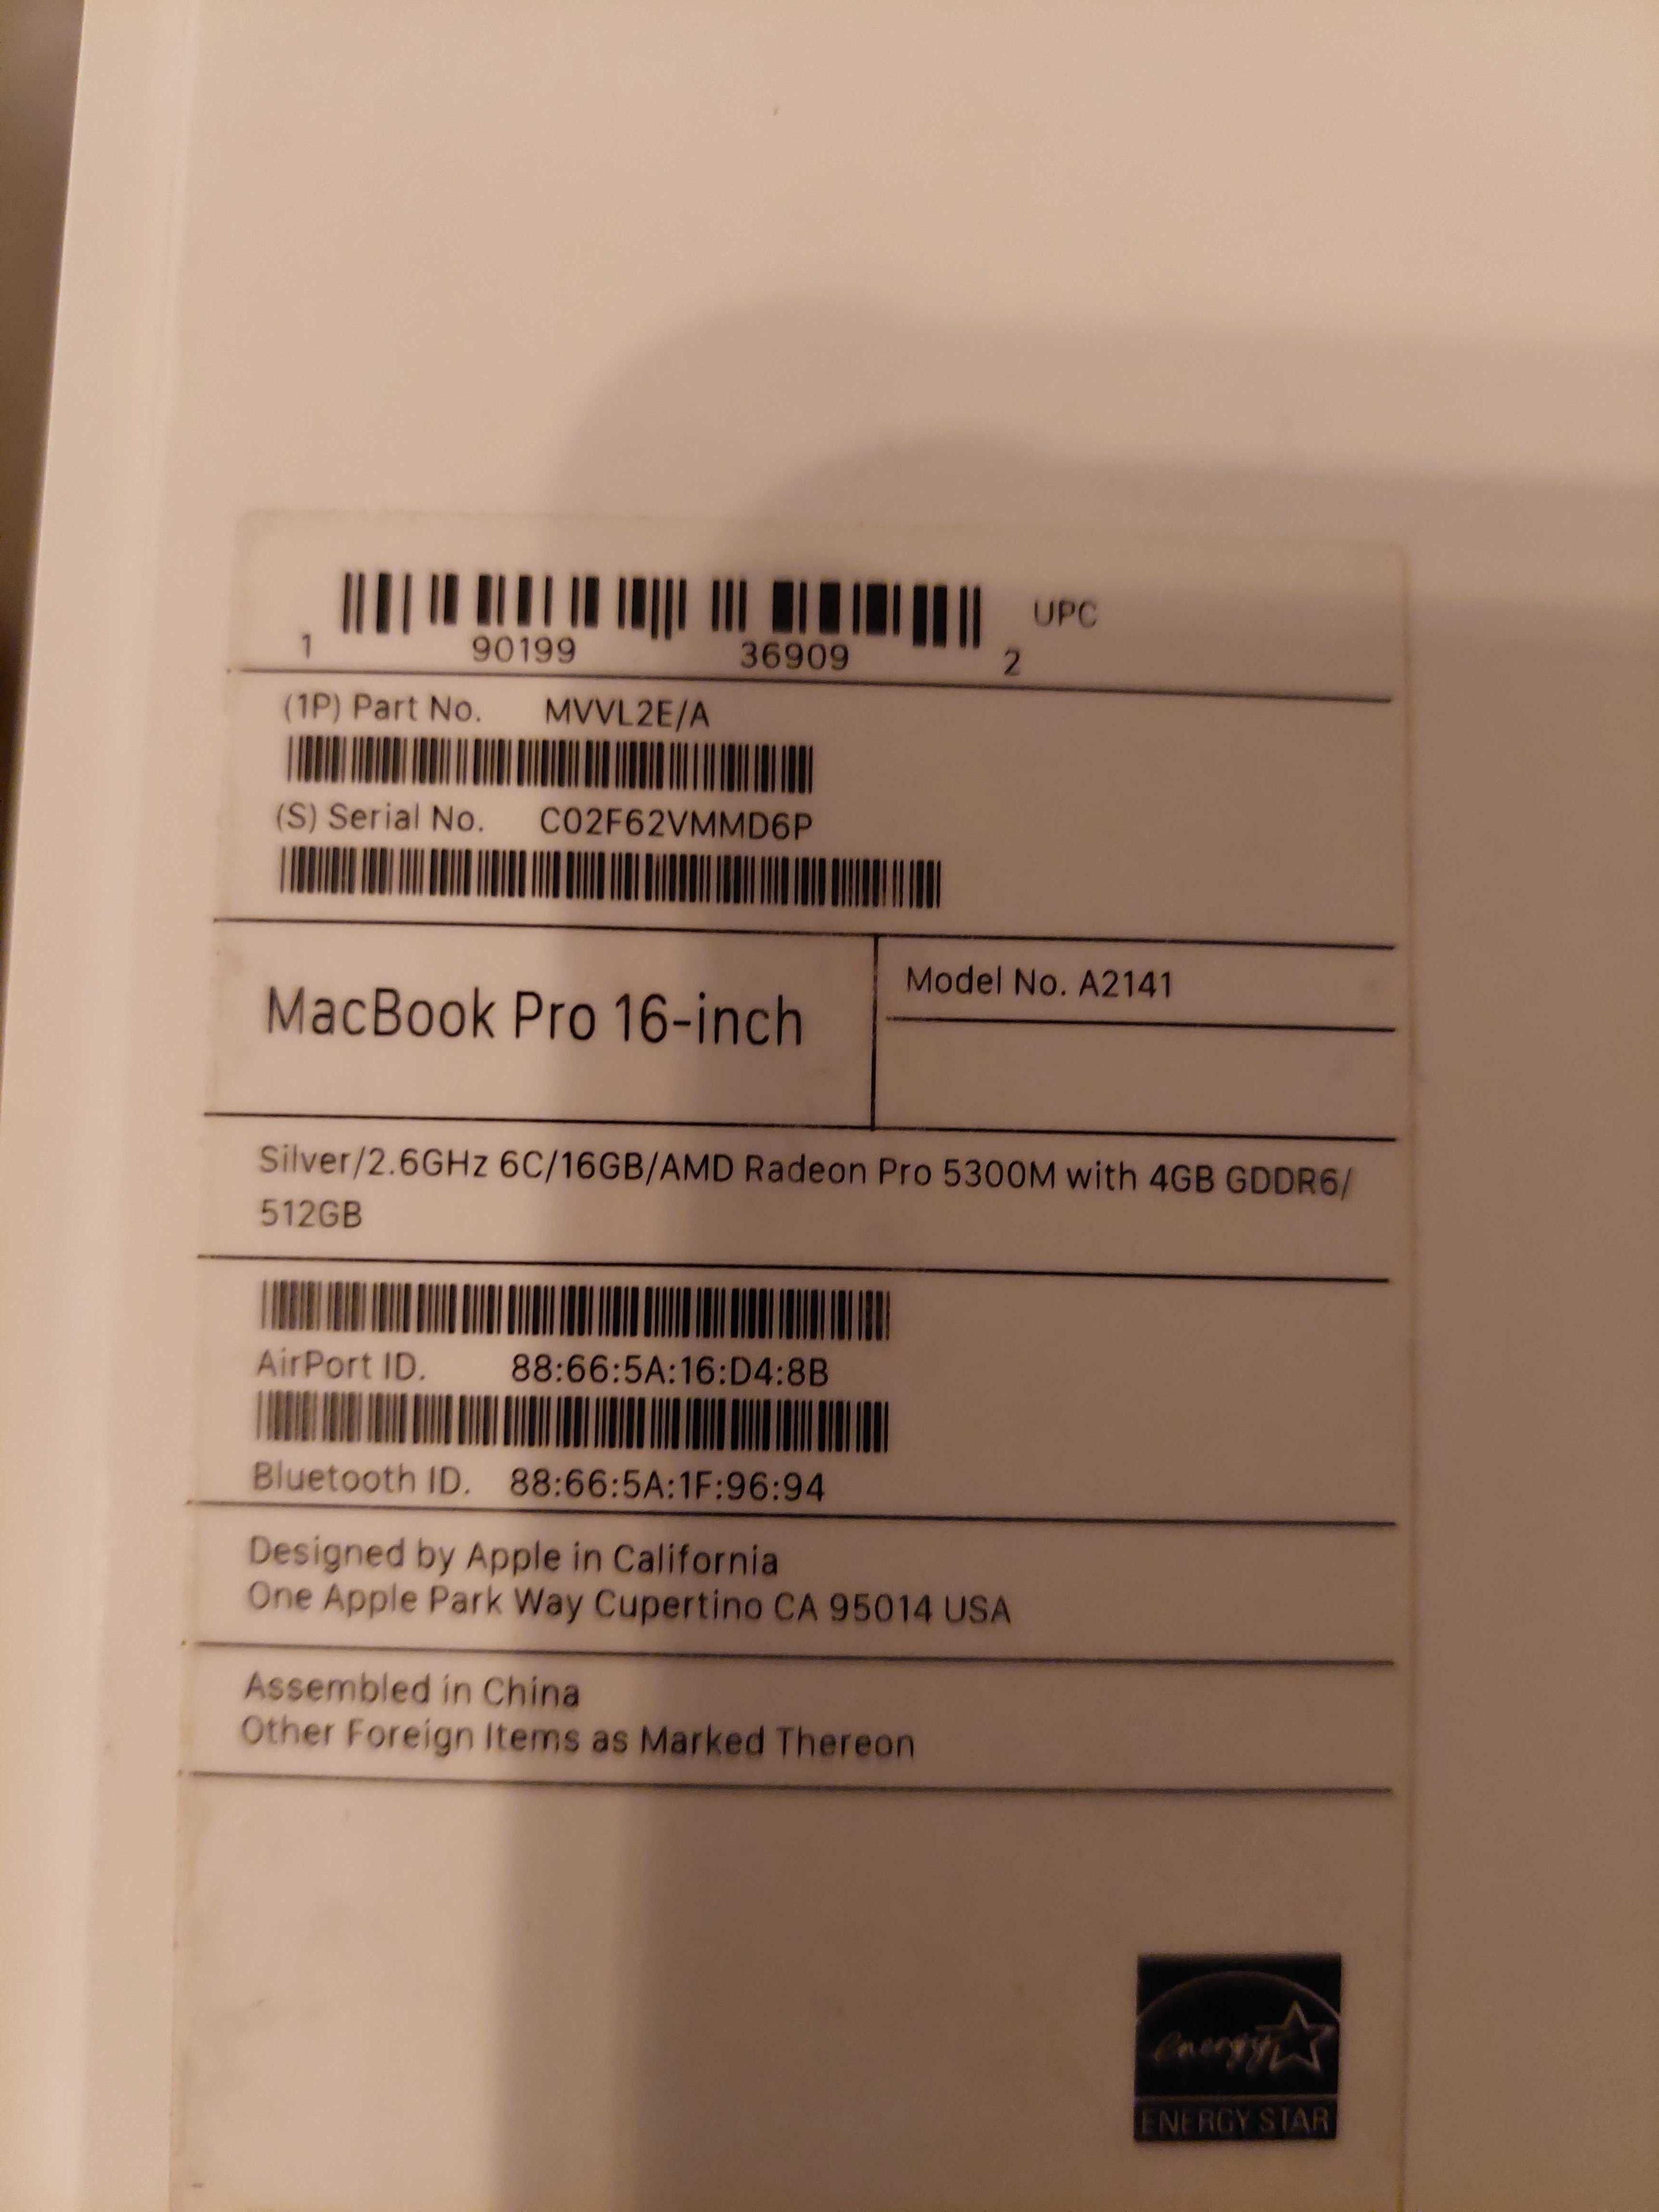 1 90199 36909 2 UPC
(1P) Part No. MVVL2E/A
(S) Serial No. C02F62VMMD6P
MacBook Pro 16-inch
Model No. A2141
Silver/2.6GHz 6C/16GB/AMD Radeon Pro 5300M with 4GB GDDR6/
512GB
AirPort ID. 88:66:5A:16:D4:8B
Bluetooth ID. 88:66:5A:1F:96:94
Designed by Apple in California
One Apple Park Way Cupertino CA 95014 USA
Assembled in China
Other Foreign Items as Marked Thereon
energy
ENERGY STAR